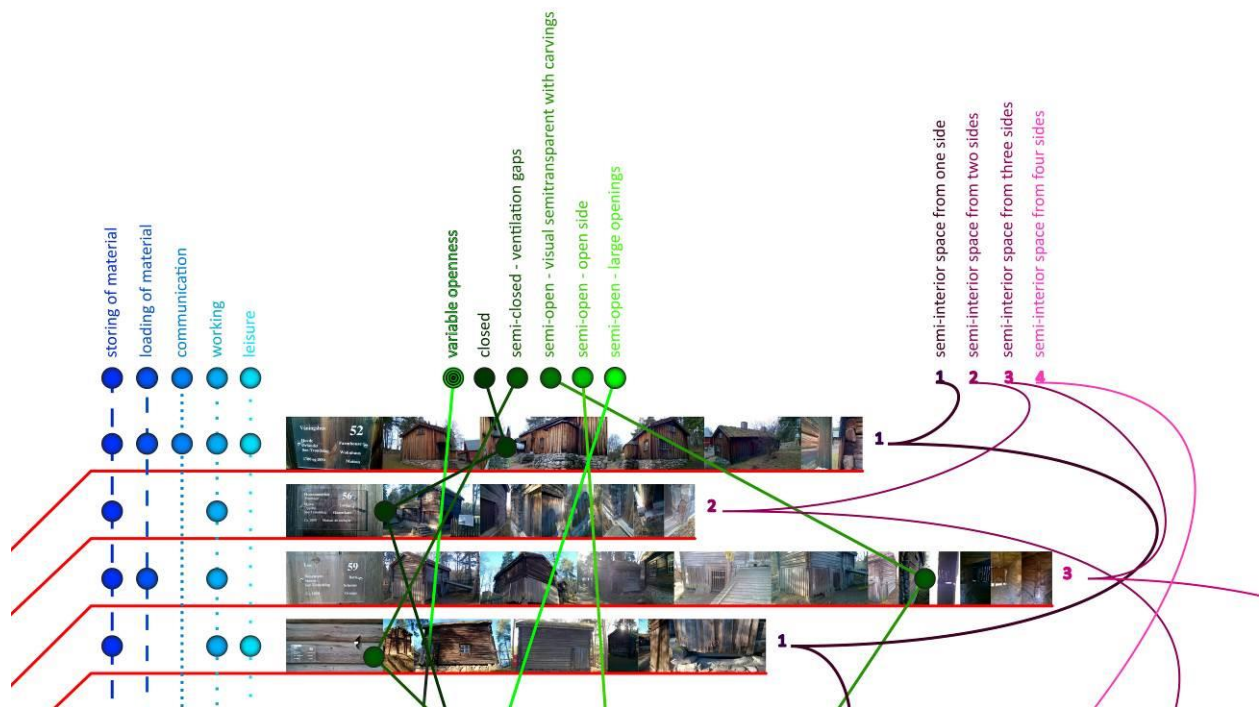 storing of material
loading of material
communication
working
leisure
variable openness
closed
semi-closed - ventilation gaps
semi-open - visual semitransparent with carvings
semi-open - open side
semi-open - large openings
semi-interior space from one side
semi-interior space from two sides
semi-interior space from three sides
semi-interior space from four sides
1
2
3
4
52
1
56
2
59
3
1